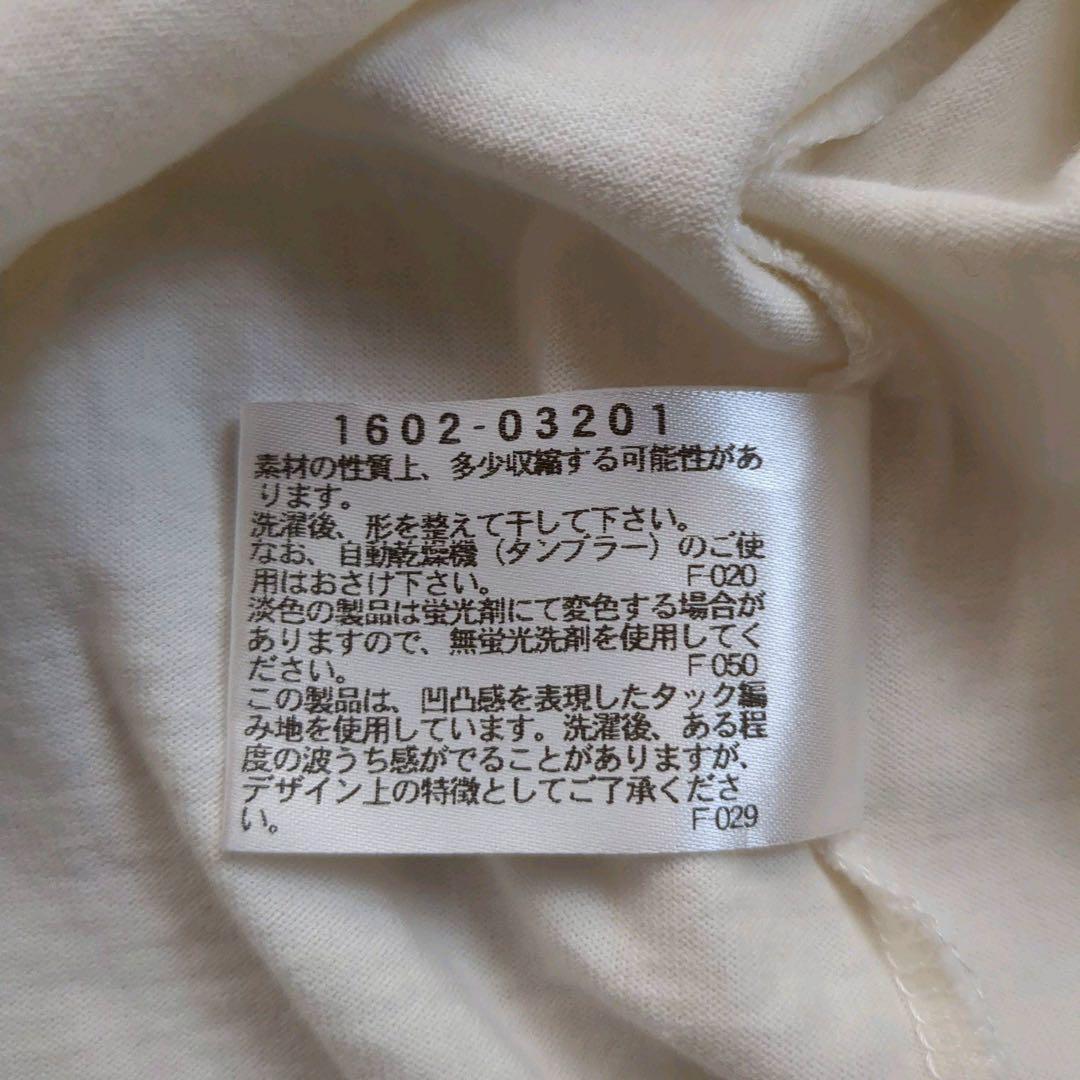 1602-03201
素材の性質上、多少収縮する可能性があ
ります。
洗濯後、形を整えて干して下さい。
なお、自動乾燥機（タンブラー）のご使
用はおさけ下さい。 F020
淡色の製品は蛍光剤にて変色する場合が
ありますので、無蛍光洗剤を使用してく
ださい。 F050
この製品は、凹凸感を表現したタック編
み地を使用しています。洗濯後、ある程
度の波うち感がでることがありますが、
デザイン上の特徴としてご了承くださ
い。 F029